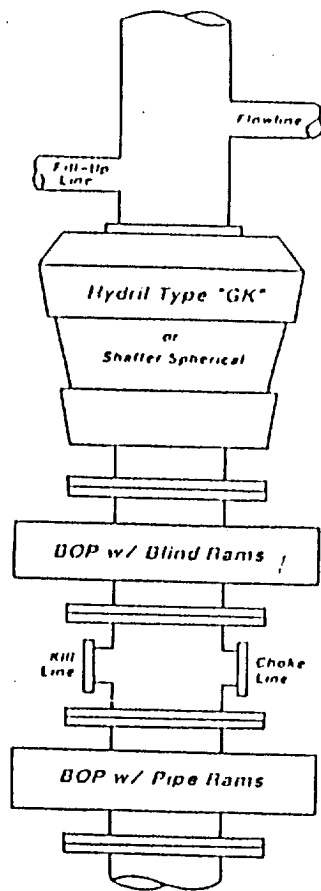 Flowline
Fill-Up
Line
Hydril Type "GK"
or
Shaffer Spherical
BOP w/ Blind Rams
Kill
Line
Choke
Line
BOP w/ Pipe Rams